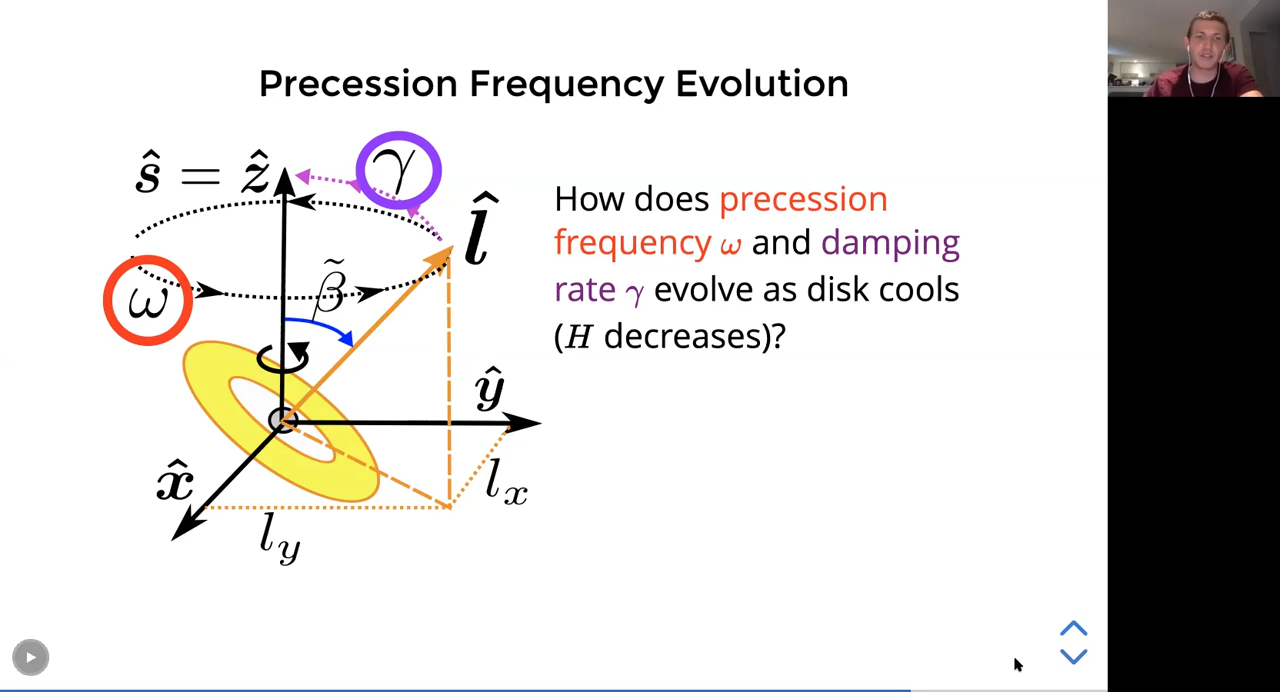 Precession Frequency Evolution
ŝ = ẑ
γ
l̂
ω
β̃
ŷ
x̂
l_x
l_y
How does precession
frequency ω and damping
rate γ evolve as disk cools
(H decreases)?